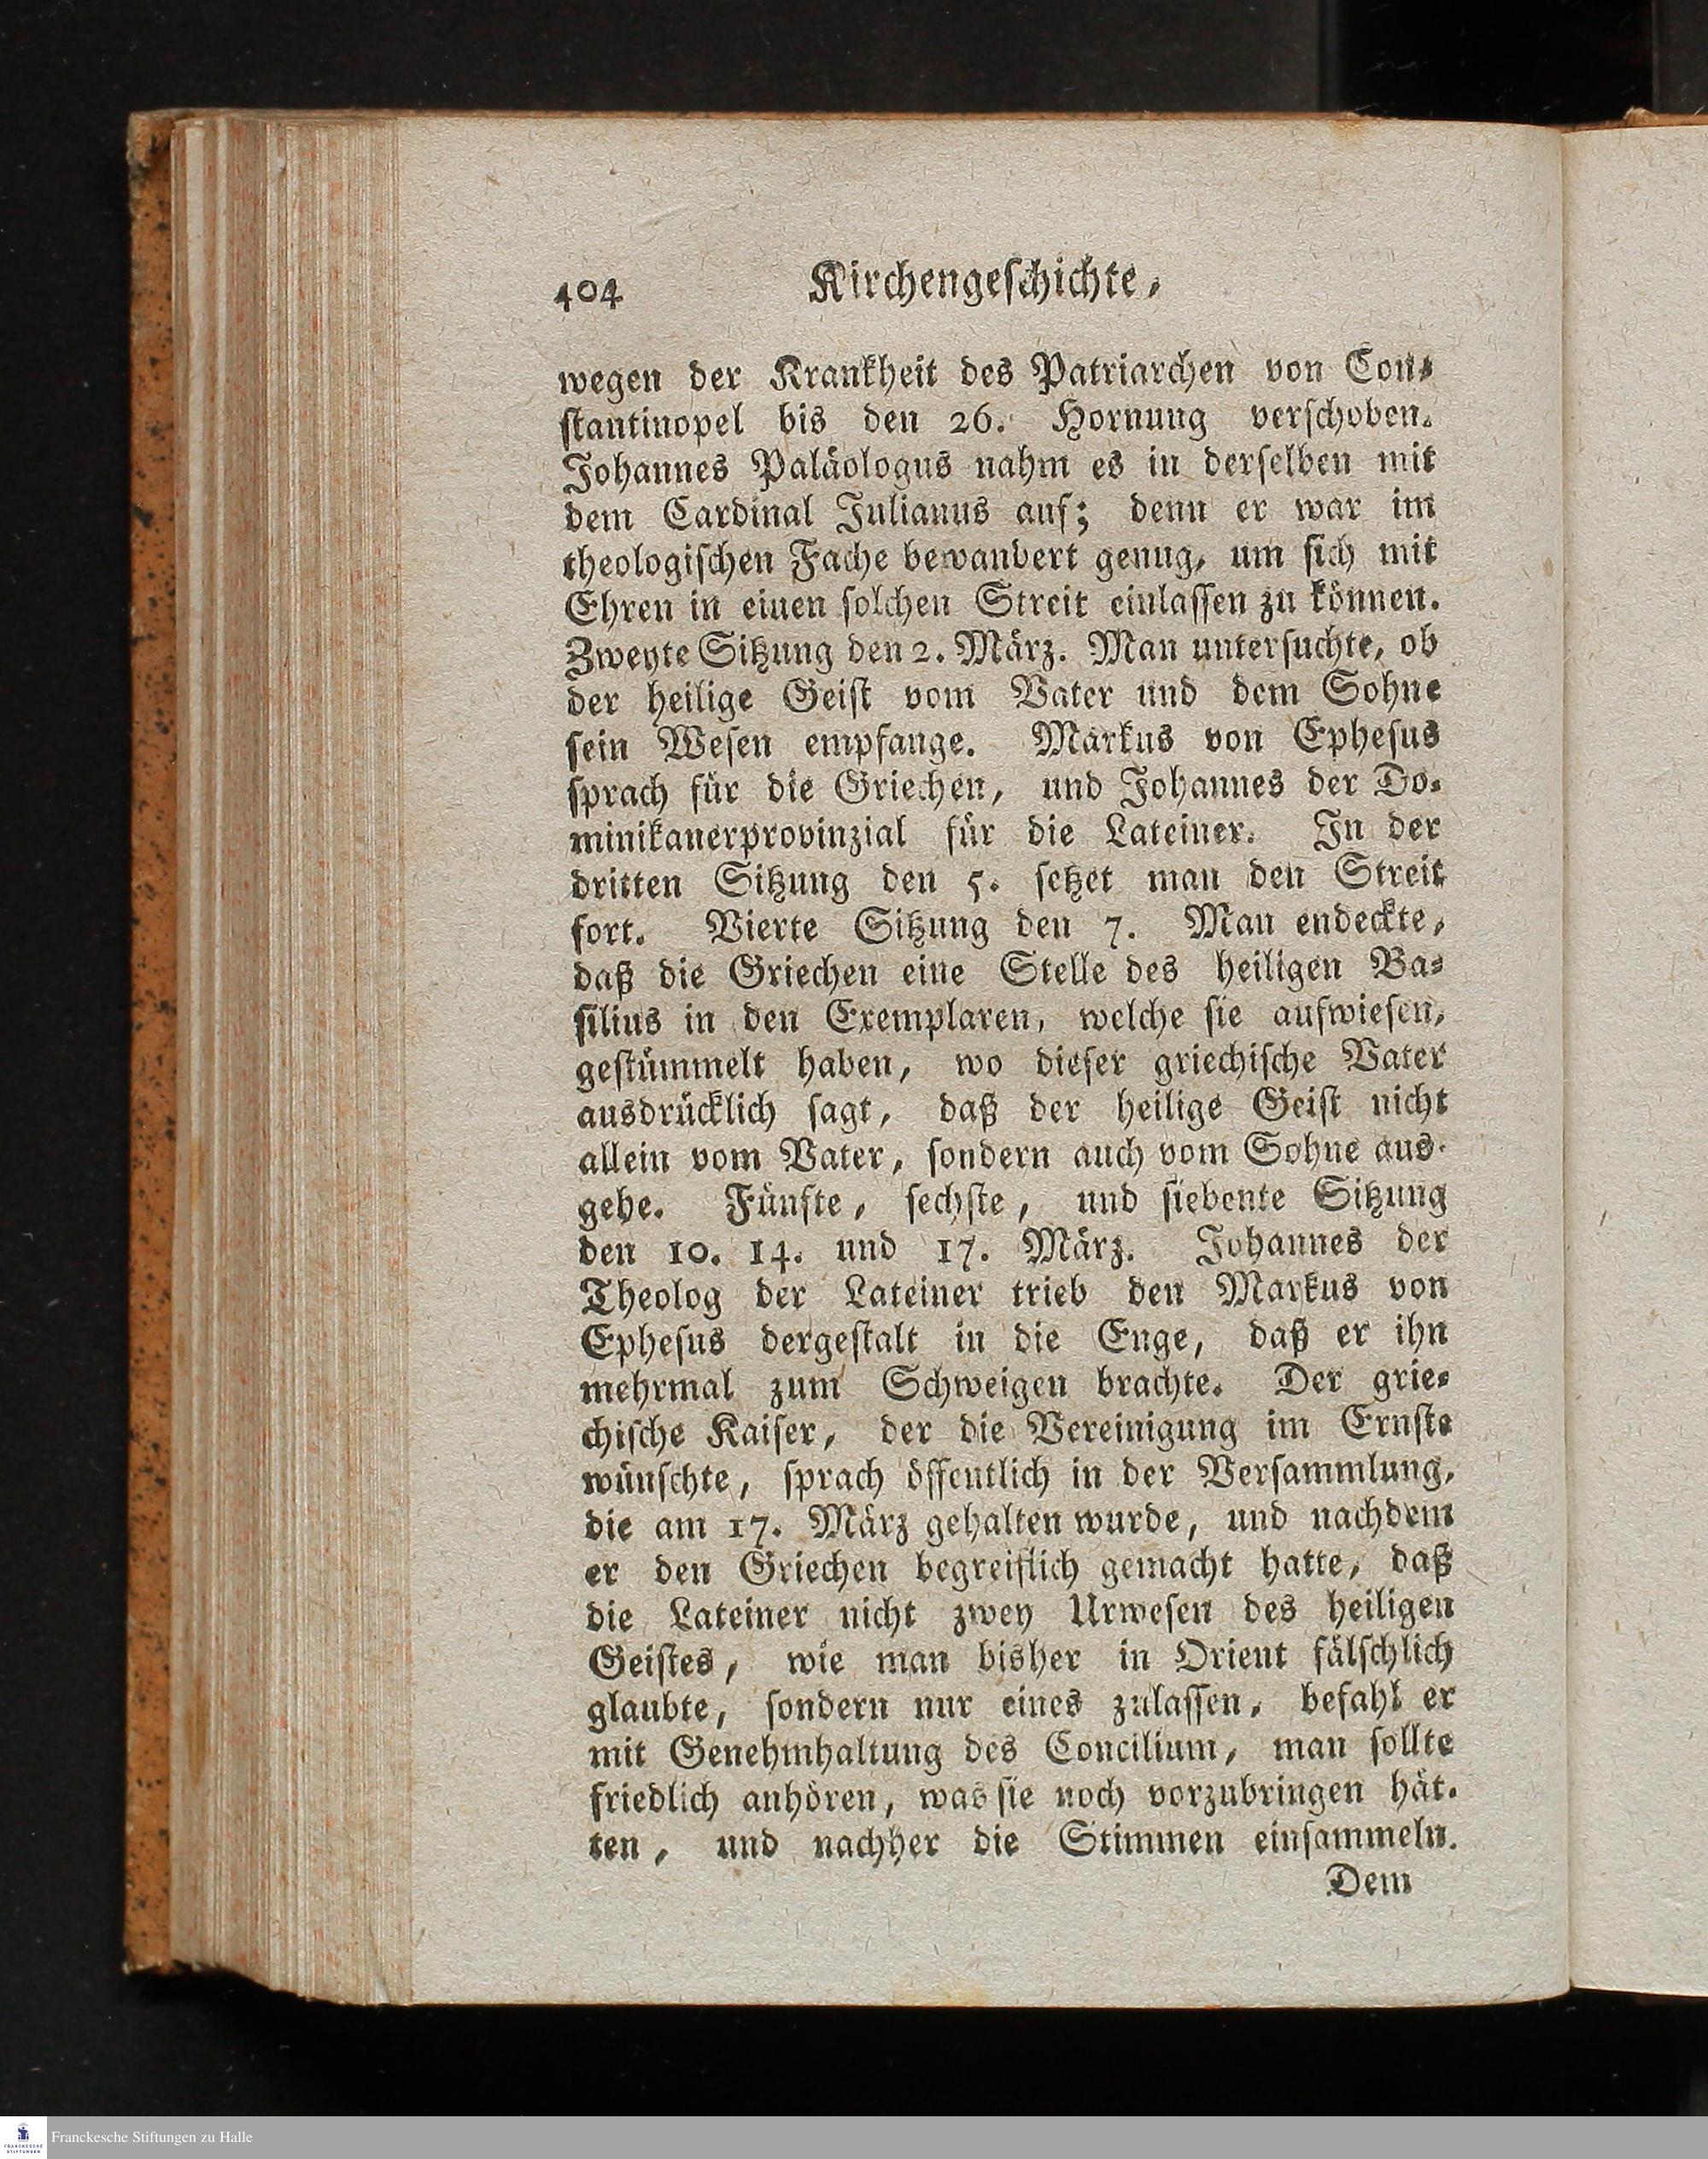 404 Kirchengeschichte,
wegen der Krankheit des Patriarchen von Con-
stantinopel bis den 26. Hornung verschoben.
Johannes Paläologus nahm es in derselben mit
dem Cardinal Julianus auf; denn er war im
theologischen Fache bewandert genug, um sich mit
Ehren in einen solchen Streit einlassen zu können.
Zweyte Sitzung den 2. März. Man untersuchte, ob
der heilige Geist vom Vater und dem Sohne
sein Wesen empfange. Markus von Ephesus
sprach für die Griechen, und Johannes der Do-
minikanerprovinzial für die Lateiner. In der
dritten Sitzung den 5. setzet man den Streit
fort. Vierte Sitzung den 7. Man endeckte,
daß die Griechen eine Stelle des heiligen Ba-
silius in den Exemplaren, welche sie aufwiesen,
gestümmelt haben, wo dieser griechische Vater
ausdrücklich sagt, daß der heilige Geist nicht
allein vom Vater, sondern auch vom Sohne aus-
gehe. Fünfte, sechste, und siebente Sitzung
den 10. 14. und 17. März. Johannes der
Theolog der Lateiner trieb den Markus von
Ephesus dergestalt in die Enge, daß er ihn
mehrmal zum Schweigen brachte. Der grie-
chische Kaiser, der die Vereinigung im Ernste
wünschte, sprach öffentlich in der Versammlung,
die am 17. März gehalten wurde, und nachdem
er den Griechen begreiflich gemacht hatte, daß
die Lateiner nicht zwey Urwesen des heiligen
Geistes, wie man bisher in Orient fälschlich
glaubte, sondern nur eines zulassen, befahl er
mit Genehmhaltung des Concilium, man sollte
friedlich anhören, was sie noch vorzubringen hät-
ten, und nachher die Stimmen einsammeln.
Dem
FRANCKESCHE
STIFTUNGEN
Franckesche Stiftungen zu Halle